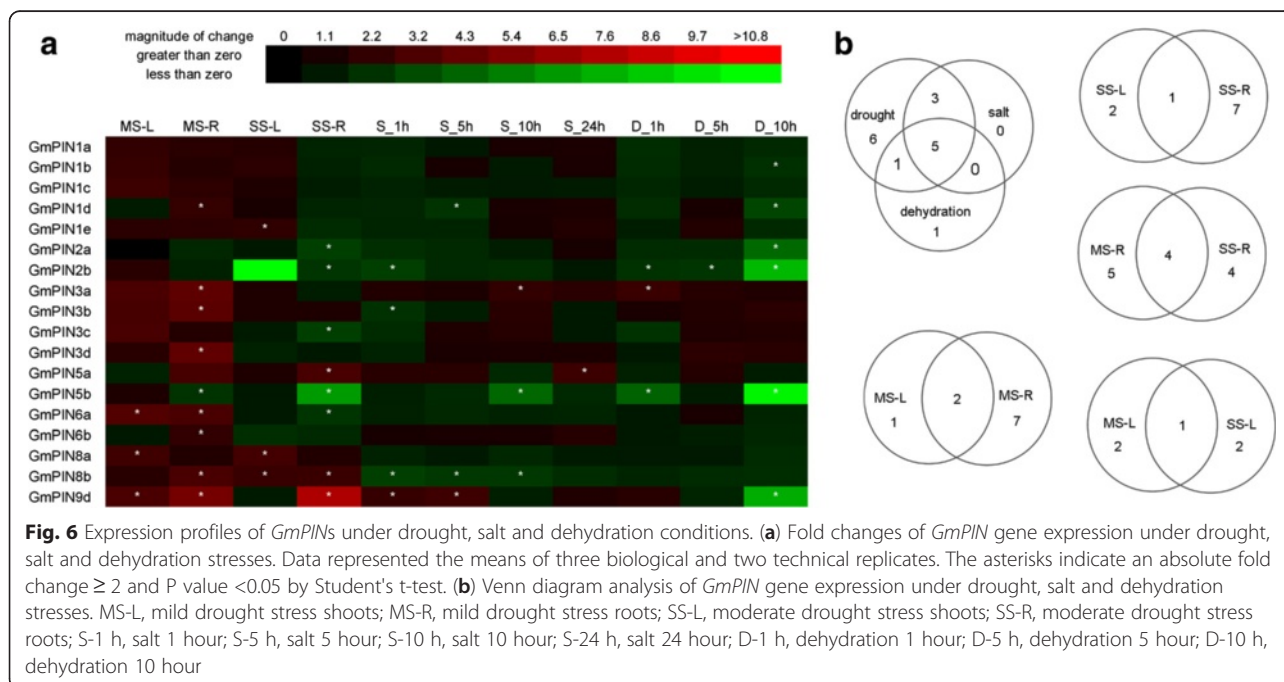 a
magnitude of change 0 1.1 2.2 3.2 4.3 5.4 6.5 7.6 8.6 9.7 >10.8
greater than zero
less than zero
MS-L MS-R SS-L SS-R S_1h S_5h S_10h S_24h D_1h D_5h D_10h
GmPIN1a
GmPIN1b *
GmPIN1c
GmPIN1d * * *
GmPIN1e *
GmPIN2a * *
GmPIN2b * * * * *
GmPIN3a * * *
GmPIN3b * *
GmPIN3c *
GmPIN3d *
GmPIN5a * *
GmPIN5b * * * * *
GmPIN6a * * *
GmPIN6b *
GmPIN8a * *
GmPIN8b * * * * * *
GmPIN9d * * * * * *
b
drought
6
3
salt
0
5
1
0
dehydration
1
SS-L
2
1
SS-R
7
MS-R
5
4
SS-R
4
MS-L
1
2
MS-R
7
MS-L
2
1
SS-L
2
Fig. 6 Expression profiles of GmPINs under drought, salt and dehydration conditions. (a) Fold changes of GmPIN gene expression under drought,
salt and dehydration stresses. Data represented the means of three biological and two technical replicates. The asterisks indicate an absolute fold
change ≥ 2 and P value <0.05 by Student's t-test. (b) Venn diagram analysis of GmPIN gene expression under drought, salt and dehydration
stresses. MS-L, mild drought stress shoots; MS-R, mild drought stress roots; SS-L, moderate drought stress shoots; SS-R, moderate drought stress
roots; S-1 h, salt 1 hour; S-5 h, salt 5 hour; S-10 h, salt 10 hour; S-24 h, salt 24 hour; D-1 h, dehydration 1 hour; D-5 h, dehydration 5 hour; D-10 h,
dehydration 10 hour